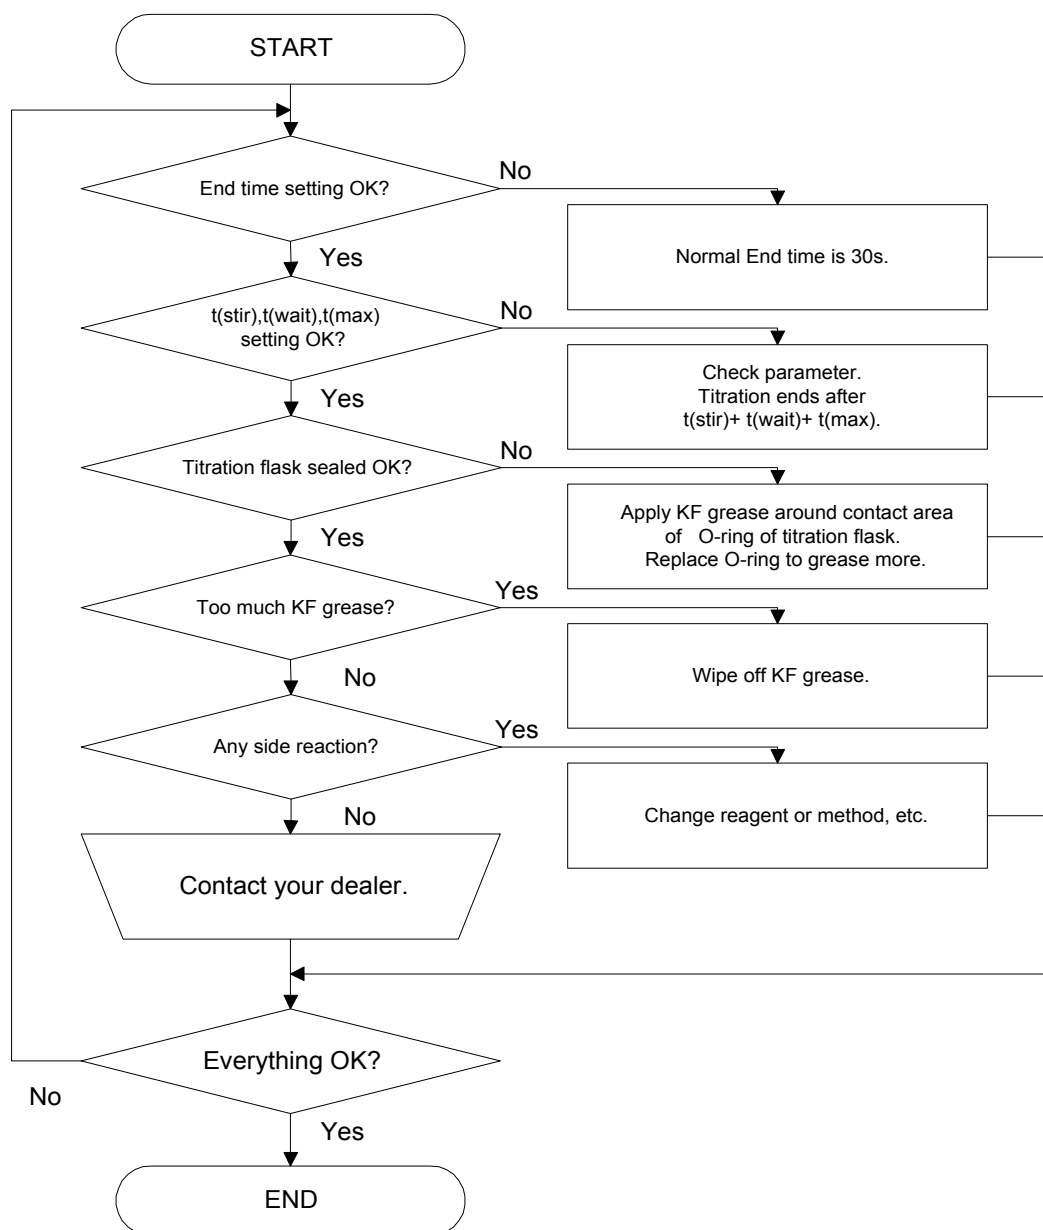 START
End time setting OK?
No
Normal End time is 30s.
Yes
t(stir),t(wait),t(max)
setting OK?
No
Check parameter.
Titration ends after
t(stir)+ t(wait)+ t(max).
Yes
Titration flask sealed OK?
No
Apply KF grease around contact area
of O-ring of titration flask.
Replace O-ring to grease more.
Yes
Too much KF grease?
Yes
Wipe off KF grease.
No
Any side reaction?
Yes
Change reagent or method, etc.
No
Contact your dealer.
Everything OK?
No
Yes
END